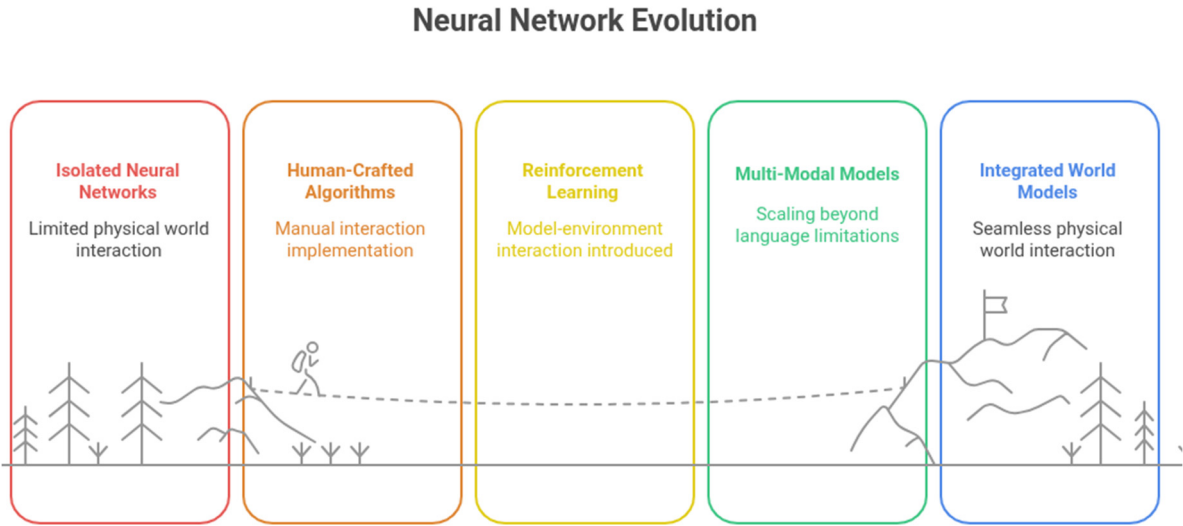 Neural Network Evolution
Isolated Neural
Networks
Limited physical world
interaction
Human-Crafted
Algorithms
Manual interaction
implementation
Reinforcement
Learning
Model-environment
interaction introduced
Multi-Modal Models
Scaling beyond
language limitations
Integrated World
Models
Seamless physical
world interaction